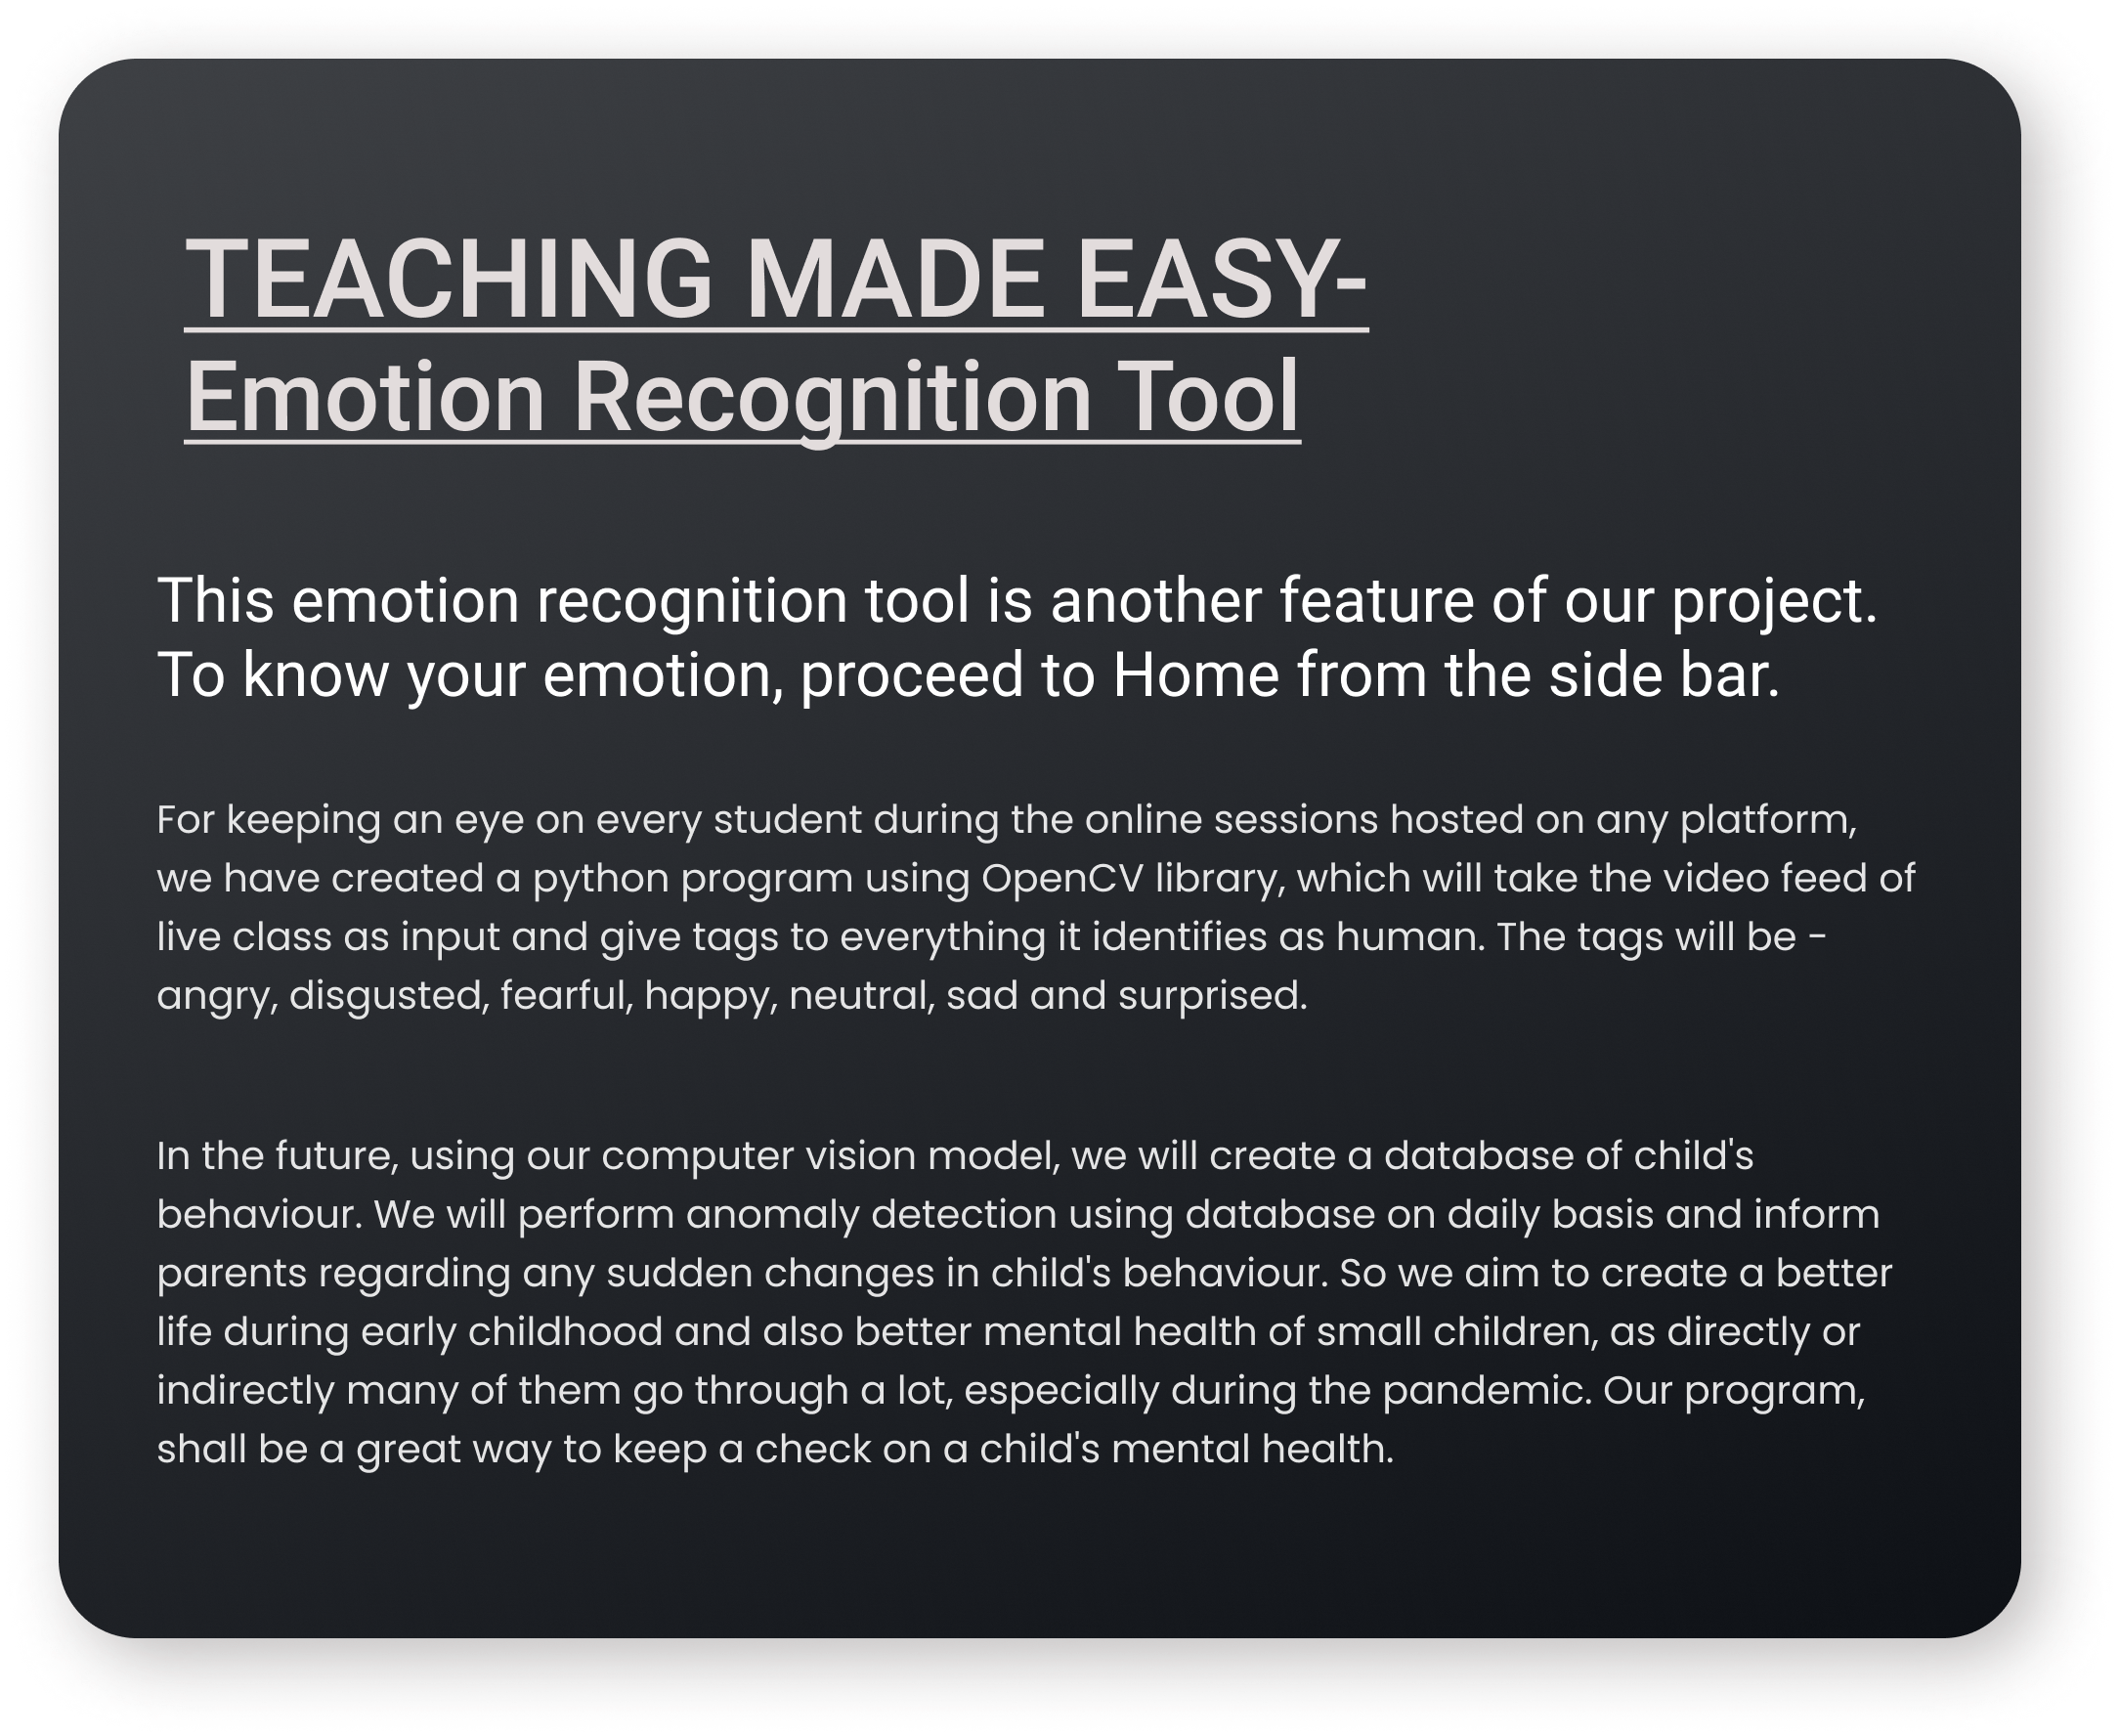 TEACHING MADE EASY-
Emotion Recognition Tool
This emotion recognition tool is another feature of our project.
To know your emotion, proceed to Home from the side bar.
For keeping an eye on every student during the online sessions hosted on any platform,
we have created a python program using OpenCV library, which will take the video feed of
live class as input and give tags to everything it identifies as human. The tags will be -
angry, disgusted, fearful, happy, neutral, sad and surprised.
In the future, using our computer vision model, we will create a database of child's
behaviour. We will perform anomaly detection using database on daily basis and inform
parents regarding any sudden changes in child's behaviour. So we aim to create a better
life during early childhood and also better mental health of small children, as directly or
indirectly many of them go through a lot, especially during the pandemic. Our program,
shall be a great way to keep a check on a child's mental health.